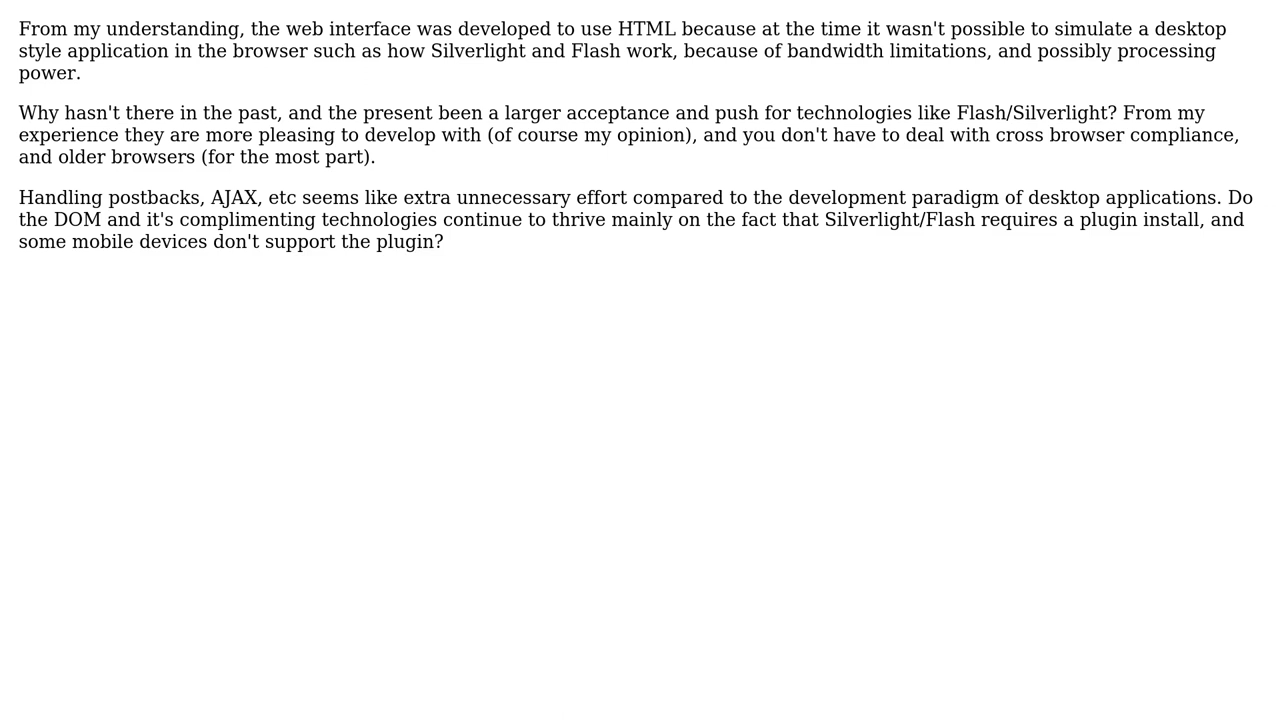 From my understanding, the web interface was developed to use HTML because at the time it wasn't possible to simulate a desktop
style application in the browser such as how Silverlight and Flash work, because of bandwidth limitations, and possibly processing
power.
Why hasn't there in the past, and the present been a larger acceptance and push for technologies like Flash/Silverlight? From my
experience they are more pleasing to develop with (of course my opinion), and you don't have to deal with cross browser compliance,
and older browsers (for the most part).
Handling postbacks, AJAX, etc seems like extra unnecessary effort compared to the development paradigm of desktop applications. Do
the DOM and it's complimenting technologies continue to thrive mainly on the fact that Silverlight/Flash requires a plugin install, and
some mobile devices don't support the plugin?